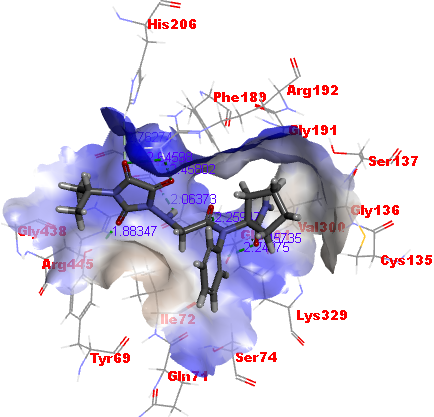 His206
Arg192
Phe189
Gly191
Ser137
2.06373
Gly136
Gly438
1.88347
Val300
Arg445
Cys135
Lys329
Ile72
Tyr69
Ser74
Gln71